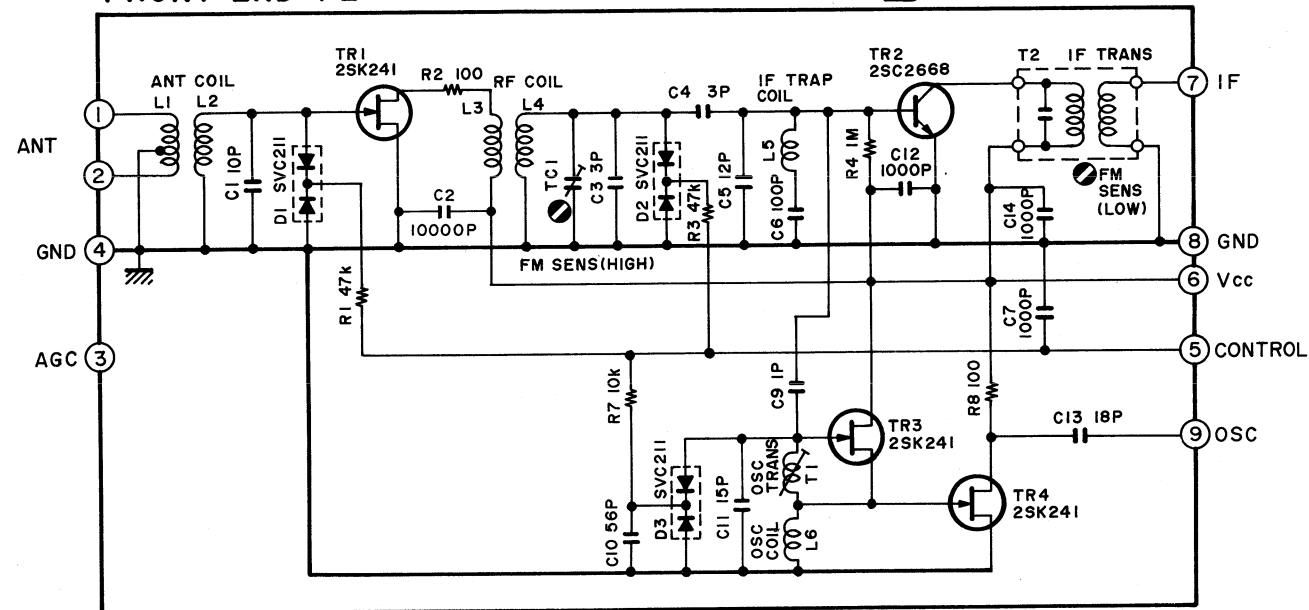 TR1
2SK241
TR2
2SC2668
T2 IF TRANS
ANT COIL
L1 L2
R2 100
RF COIL
L3 L4
C4 3P
IF TRAP
COIL
7 IF
1
ANT
2
C1 10P
D1 SVC211
TC1
C3 3P
D2 SVC211
R3 47k
C5 12P
L5
C6 100P
R4 1M
C12
1000P
FM
SENS
(LOW)
C14
1000P
C2
10000P
GND 4
8 GND
FM SENS(HIGH)
6 Vcc
R1 47k
C7
1000P
AGC 3
5 CONTROL
R7 10k
C9 1P
R8 100
C13 18P
9 OSC
TR3
2SK241
D3 SVC211
C11 15P
OSC
TRANS
T1
TR4
2SK241
C10 56P
OSC
COIL
L6